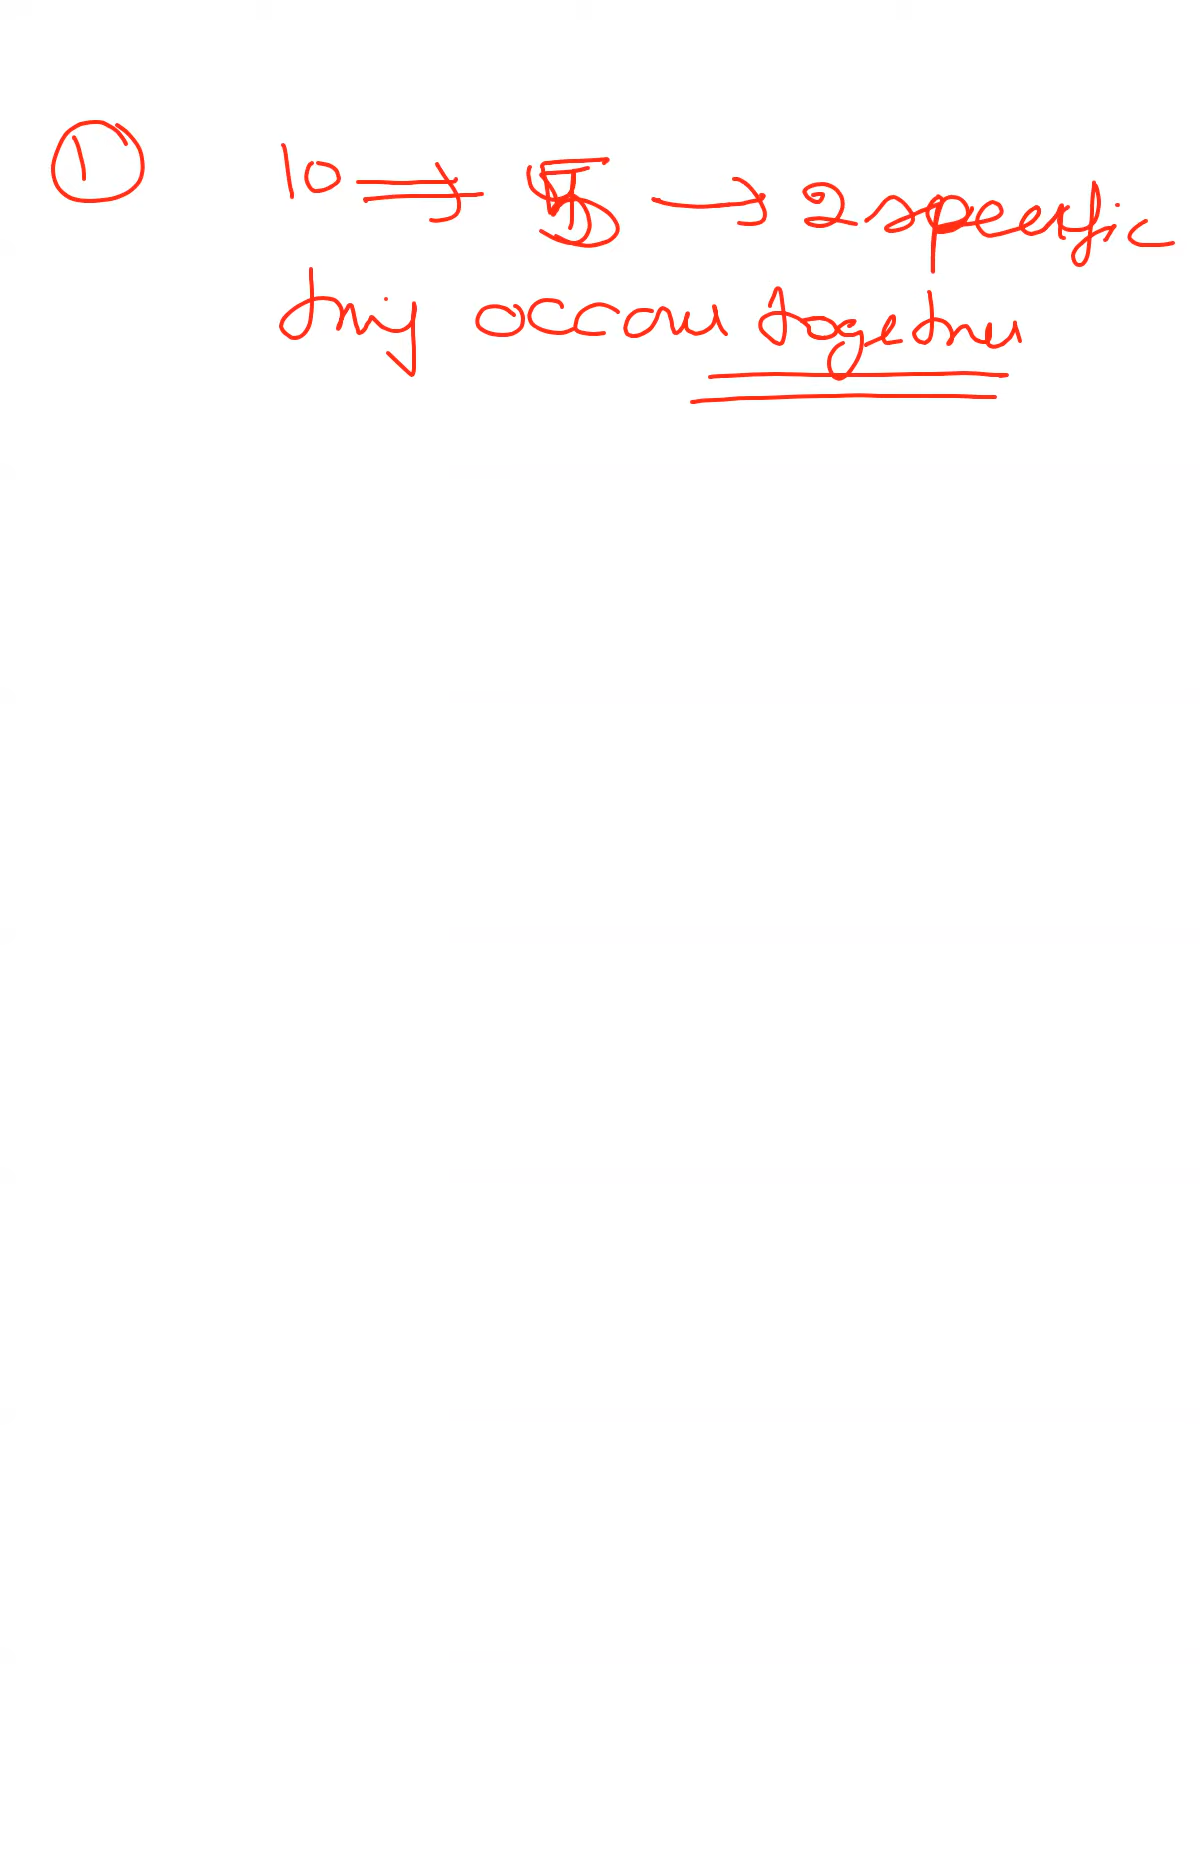 ① 10 ⇒ 5 → 2 specific
thing occour together